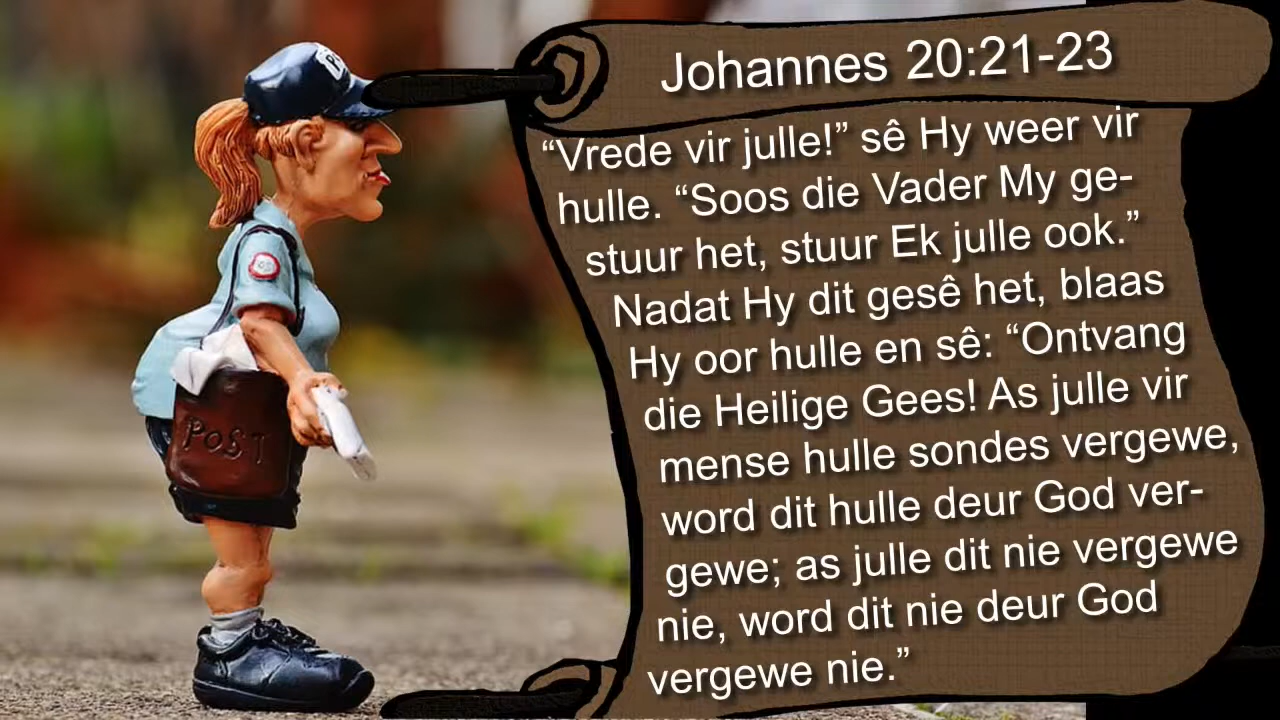 Johannes 20:21-23
“Vrede vir julle!” sê Hy weer vir
hulle. “Soos die Vader My ge-
stuur het, stuur Ek julle ook.”
Nadat Hy dit gesê het, blaas
Hy oor hulle en sê: “Ontvang
die Heilige Gees! As julle vir
mense hulle sondes vergewe,
word dit hulle deur God ver-
gewe; as julle dit nie vergewe
nie, word dit nie deur God
vergewe nie.”
POST